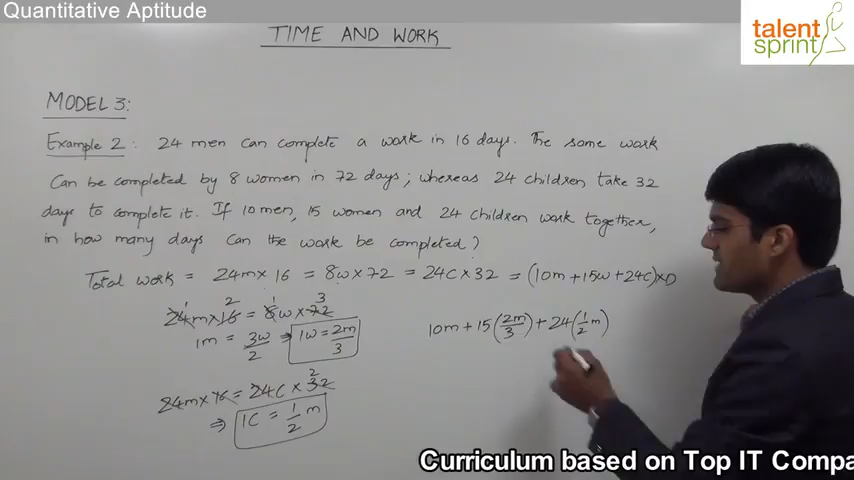 Quantitative Aptitude
talent
sprint
TIME AND WORK
MODEL 3:
Example 2: 24 men can complete a work in 16 days. The same work
Can be completed by 8 women in 72 days; whereas 24 children take 32
days to complete it. If 10 men, 15 women and 24 children work together,
in how many days can the work be completed?
Total work = 24m×16 = 8w×72 = 24C×32 = (10m+15w+24C)×D
24m×16 = 8w×72
1 2 1 3
1m = 3w/2 ⇒ 1w = 2m/3
10m + 15(2m/3) + 24(1/2 m)
24m×16 = 24C×32
2
⇒ 1C = 1/2 m
Curriculum based on Top IT Compa